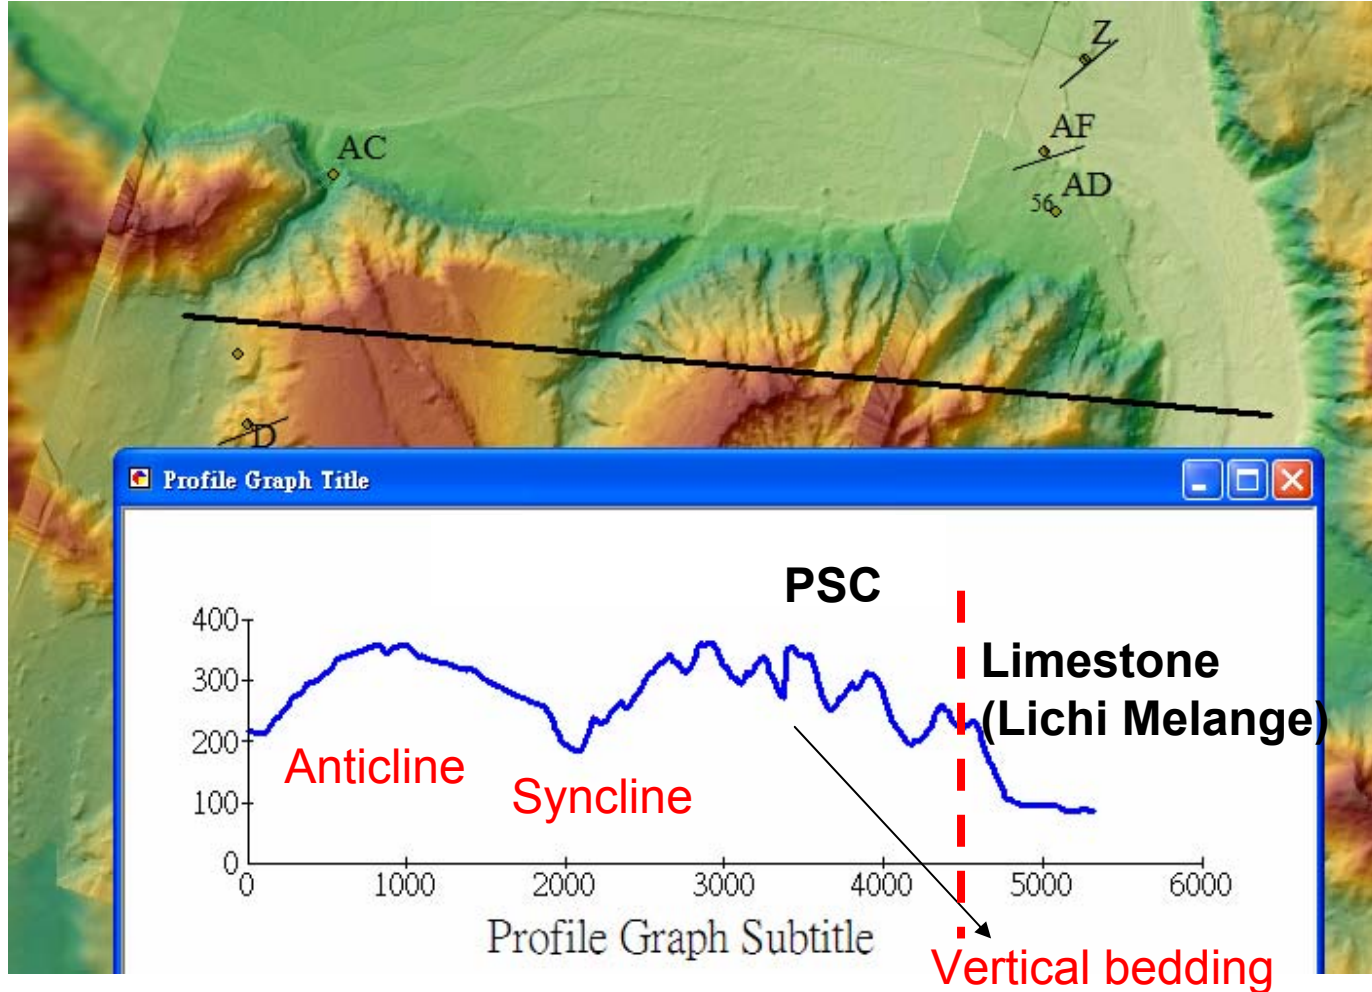 Z
AC
AF
56 AD
D
Profile Graph Title
PSC
400
Limestone
300
(Lichi Melange)
200
Anticline
Syncline
100
0
0 1000 2000 3000 4000 5000 6000
Profile Graph Subtitle
Vertical bedding